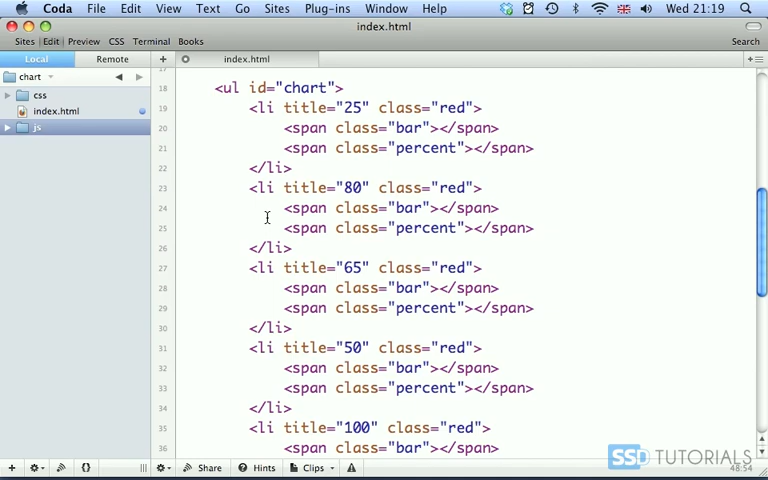 Coda File Edit View Text Go Sites Plug-ins Window Help Wed 21:19
index.html
Sites Edit Preview CSS Terminal Books Search
Local Remote + index.html
chart
css
index.html
js
17
18 <ul id="chart">
19 <li title="25" class="red">
20 <span class="bar"></span>
21 <span class="percent"></span>
22 </li>
23 <li title="80" class="red">
24 <span class="bar"></span>
25 <span class="percent"></span>
26 </li>
27 <li title="65" class="red">
28 <span class="bar"></span>
29 <span class="percent"></span>
30 </li>
31 <li title="50" class="red">
32 <span class="bar"></span>
33 <span class="percent"></span>
34 </li>
35 <li title="100" class="red">
36 <span class="bar"></span>
+ {} Share Hints Clips 48:54
SSD TUTORIALS